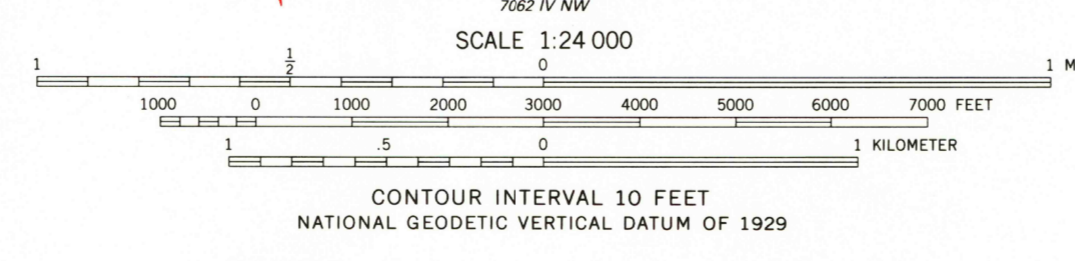 7062 IV NW
SCALE 1:24 000
1 1/2 0 1 M
1000 0 1000 2000 3000 4000 5000 6000 7000 FEET
1 .5 0 1 KILOMETER
CONTOUR INTERVAL 10 FEET
NATIONAL GEODETIC VERTICAL DATUM OF 1929